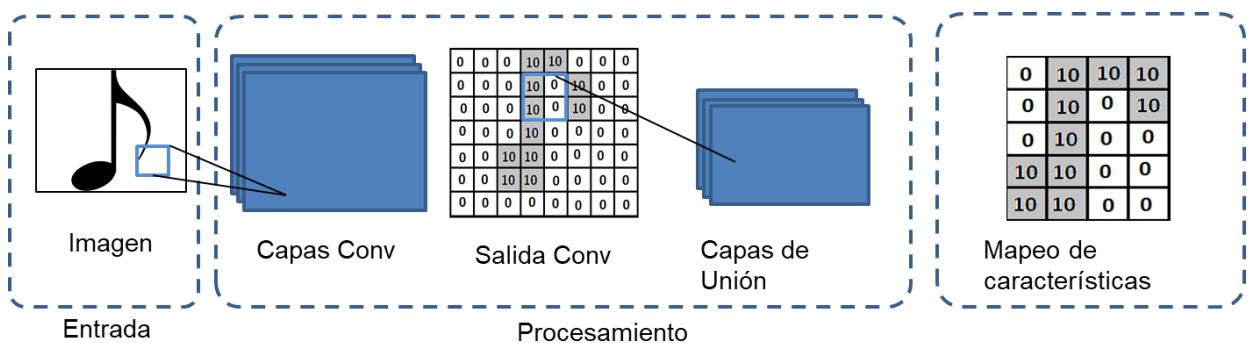 Imagen
Entrada
Capas Conv
0 0 0 10 10 0 0 0
0 0 0 10 0 10 0 0
0 0 0 10 0 10 0 0
0 0 0 10 0 0 0 0
0 0 10 10 0 0 0 0
0 0 10 10 0 0 0 0
0 0 0 0 0 0 0 0
Salida Conv
Capas de
Unión
Procesamiento
0 10 10 10
0 10 0 10
0 10 0 0
10 10 0 0
10 10 0 0
Mapeo de
características